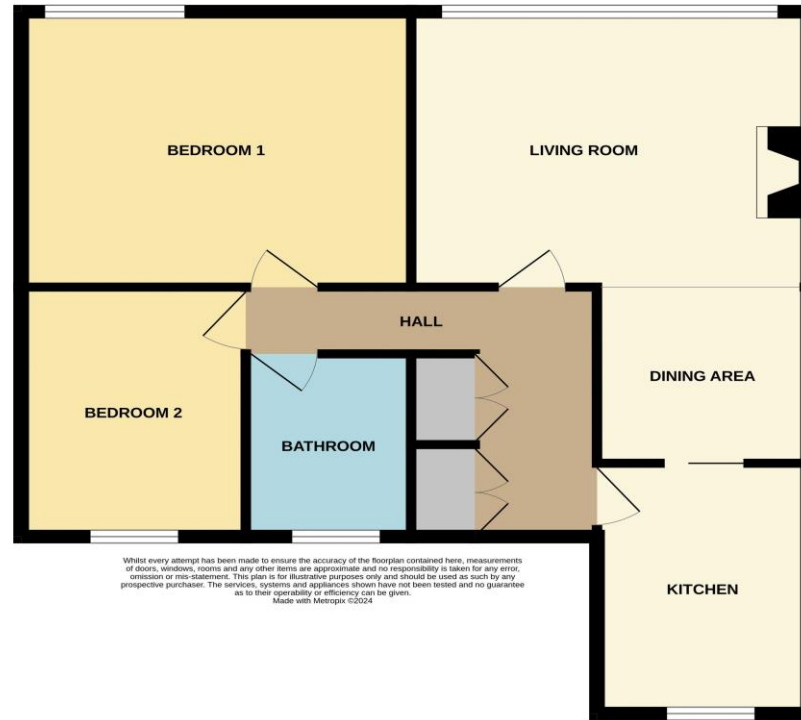 BEDROOM 1
LIVING ROOM
HALL
DINING AREA
BEDROOM 2
BATHROOM
KITCHEN
Whilst every attempt has been made to ensure the accuracy of the floorplan contained here, measurements
of doors, windows, rooms and any other items are approximate and no responsibility is taken for any error,
omission or mis-statement. This plan is for illustrative purposes only and should be used as such by any
prospective purchaser. The services, systems and appliances shown have not been tested and no guarantee
as to their operability or efficiency can be given.
Made with Metropix ©2024